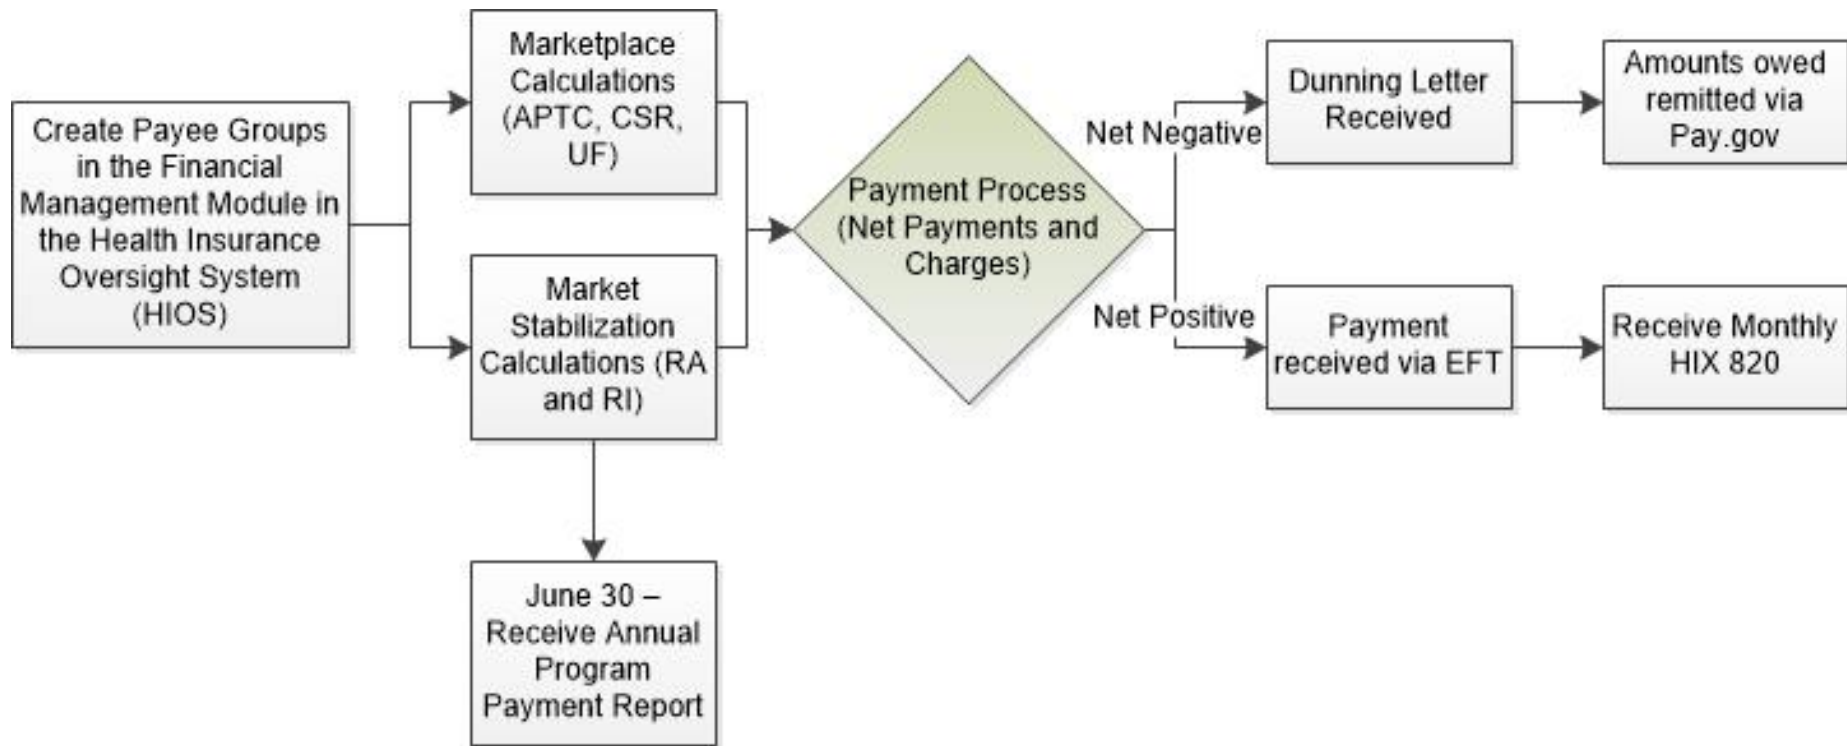 Create Payee Groups
in the Financial
Management Module in
the Health Insurance
Oversight System
(HIOS)
Marketplace
Calculations
(APTC, CSR,
UF)
Market
Stabilization
Calculations (RA
and RI)
June 30 –
Receive Annual
Program
Payment Report
Payment Process
(Net Payments and
Charges)
Net Negative
Dunning Letter
Received
Amounts owed
remitted via
Pay.gov
Net Positive
Payment
received via EFT
Receive Monthly
HIX 820